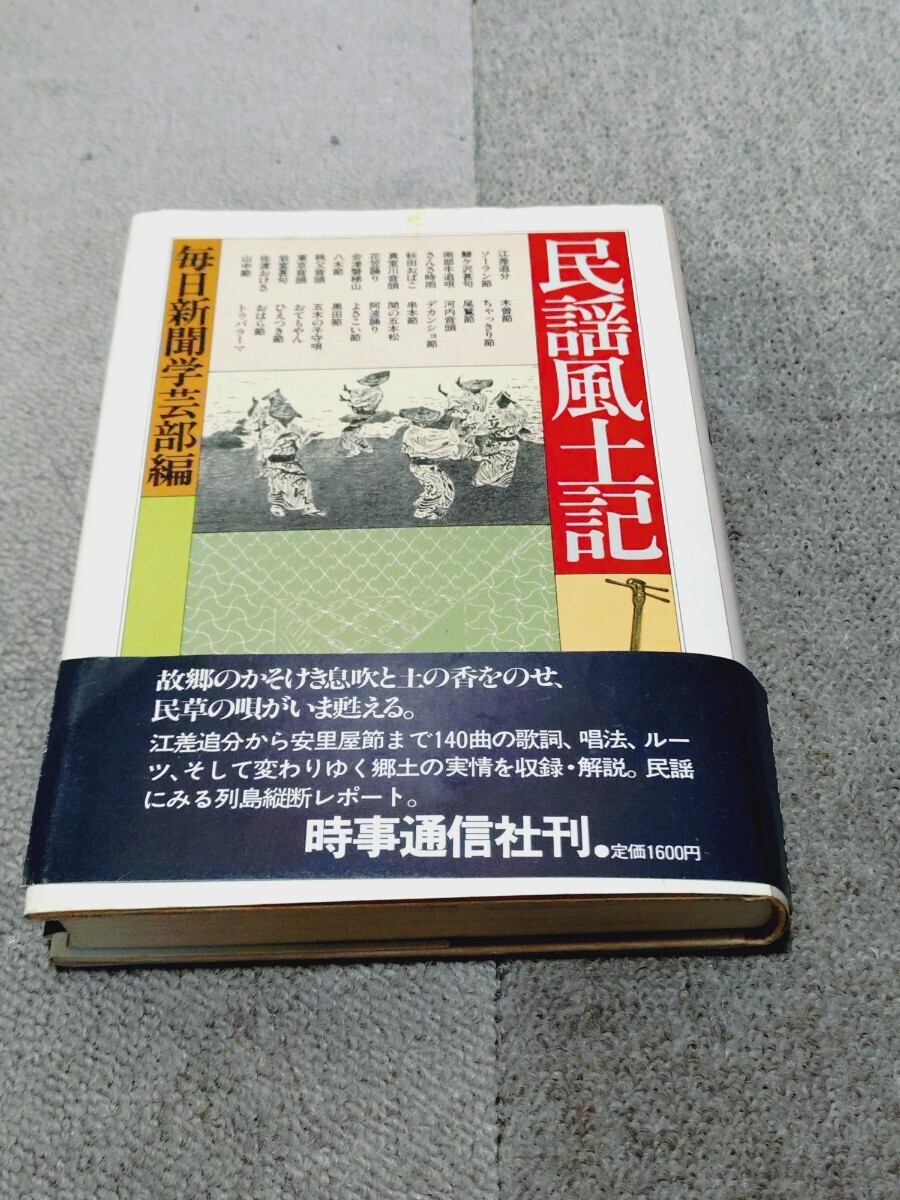 民謡風土記
江差追分
ソーラン節
鰺ケ沢甚句
南部牛追唄
さんさ時雨
秋田おばこ
真室川音頭
花笠踊り
会津磐梯山
八木節
秩父音頭
東京音頭
岩室甚句
佐渡おけさ
山中節
木曽節
ちゃっきり節
尾鷲節
河内音頭
デカンショ節
串本節
関の五本松
阿波踊り
よさこい節
黒田節
五木の子守唄
おてもやん
ひえつき節
おはら節
トゥバラーマ
毎日新聞学芸部編
故郷のかそけき息吹と土の香をのせ、
民草の唄がいま甦える。
江差追分から安里屋節まで140曲の歌詞、唱法、ルー
ツ、そして変わりゆく郷土の実情を収録・解説。民謡
にみる列島縦断レポート。
時事通信社刊●定価1600円